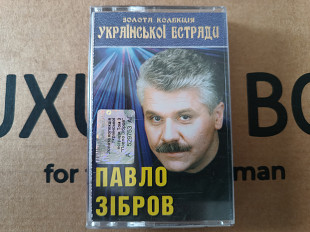 ЗОЛОТА КОЛЕКЦІЯ
УКРАЇНСЬКОЇ ЕСТРАДИ
ПАВЛО
ЗІБРОВ
UXU
BO
for
man